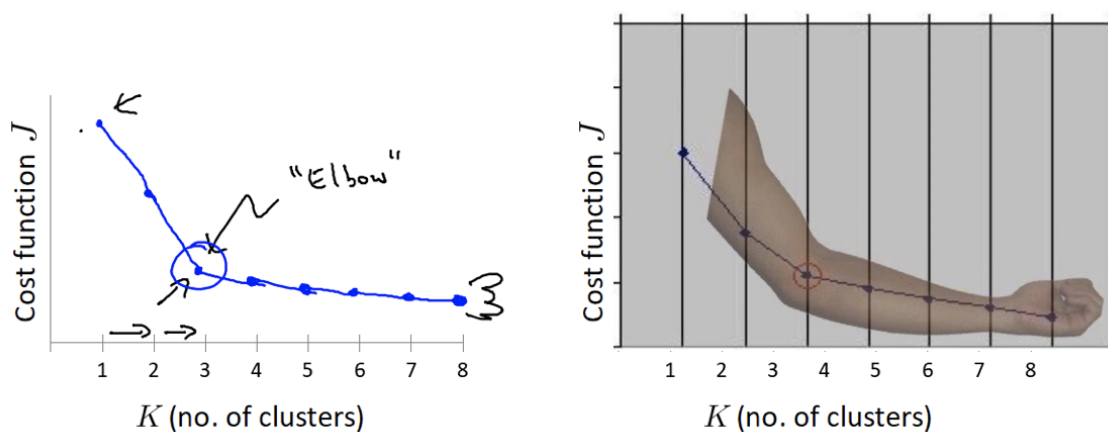 "Elbow"
Cost function J
1 2 3 4 5 6 7 8
K (no. of clusters)
Cost function J
1 2 3 4 5 6 7 8
K (no. of clusters)